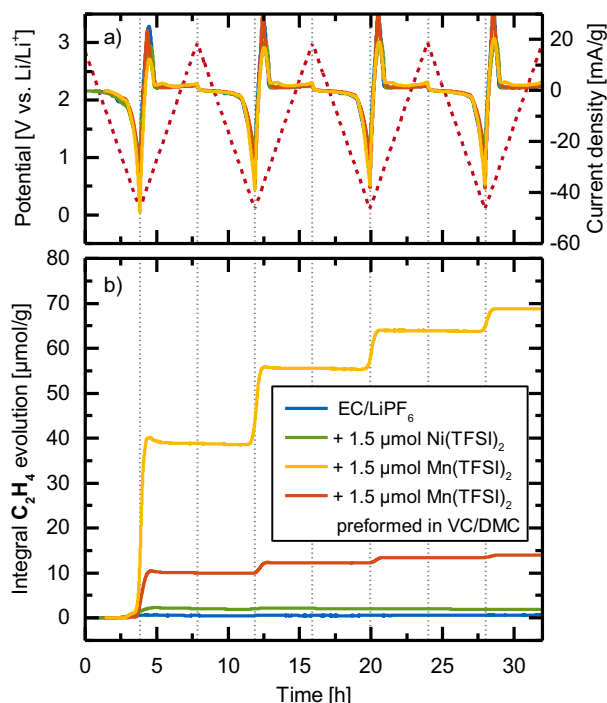 a)
Potential [V vs. Li/Li⁺]
3
2
1
0
Current density [mA/g]
20
0
-20
-40
-60
b)
Integral C₂H₄ evolution [µmol/g]
80
70
60
50
40
30
20
10
0
EC/LiPF₆
+ 1.5 µmol Ni(TFSI)₂
+ 1.5 µmol Mn(TFSI)₂
+ 1.5 µmol Mn(TFSI)₂
preformed in VC/DMC
0 5 10 15 20 25 30
Time [h]